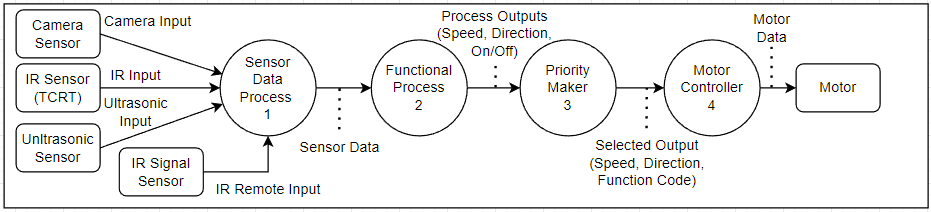 Camera
Sensor
Camera Input
IR Sensor
(TCRT)
IR Input
Ultrasonic
Input
Unltrasonic
Sensor
IR Signal
Sensor
IR Remote Input
Sensor
Data
Process
1
Sensor Data
Functional
Process
2
Process Outputs
(Speed, Direction,
On/Off)
Priority
Maker
3
Selected Output
(Speed, Direction,
Function Code)
Motor
Controller
4
Motor
Data
Motor